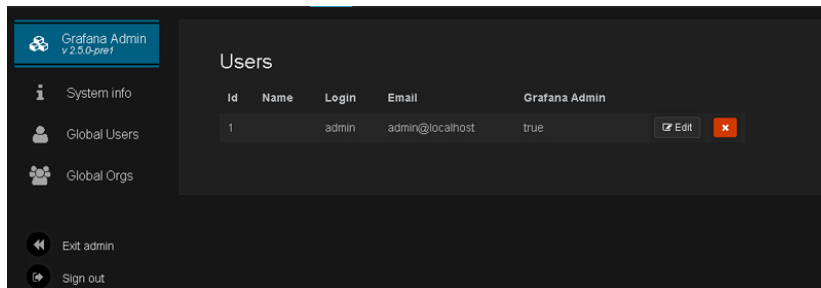 Grafana Admin
v 2.5.0-pre1
System info
Global Users
Global Orgs
Exit admin
Sign out
Users
Id Name Login Email Grafana Admin
1 admin admin@localhost true Edit